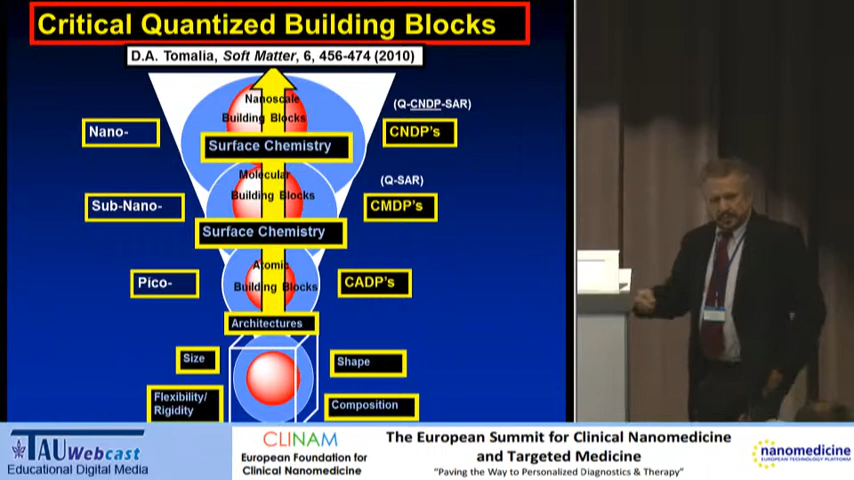 Critical Quantized Building Blocks
D.A. Tomalia, Soft Matter, 6, 456-474 (2010)
Nanoscale
Building Blocks
(Q-CNDP-SAR)
Nano-
Surface Chemistry
CNDP's
Molecular
Building Blocks
(Q-SAR)
Sub-Nano-
CMDP's
Surface Chemistry
Atomic
Building Blocks
Pico-
CADP's
Architectures
Size
Shape
Flexibility/
Rigidity
Composition
TAU Webcast
Educational Digital Media
CLINAM
European Foundation for
Clinical Nanomedicine
The European Summit for Clinical Nanomedicine
and Targeted Medicine
"Paving the Way to Personalized Diagnostics & Therapy"
nanomedicine
EUROPEAN TECHNOLOGY PLATFORM